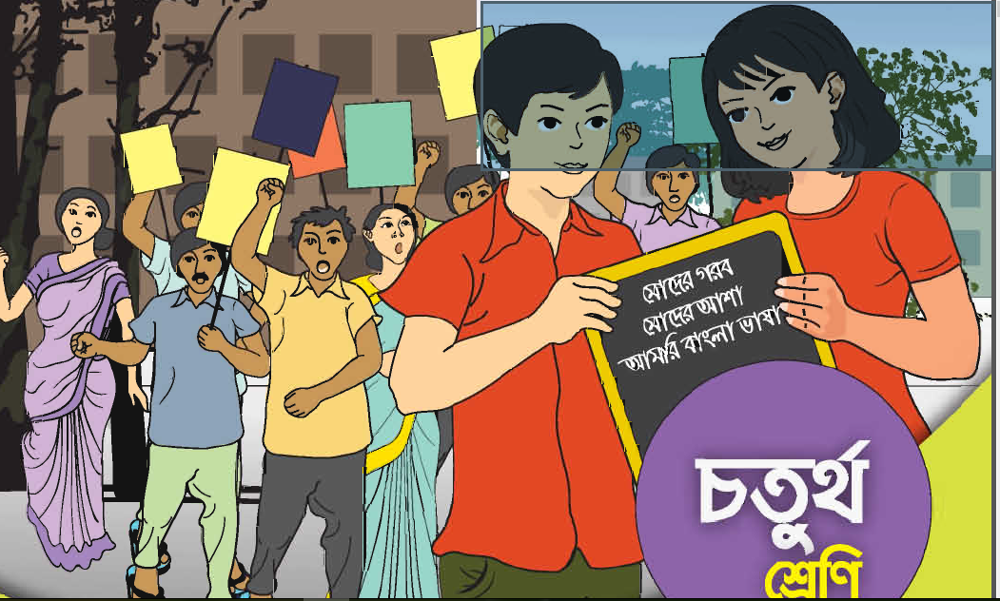 মোদের গরব
মোদের আশা
আমরি বাংলা ভাষা
চতুর্থ
শ্রেণি